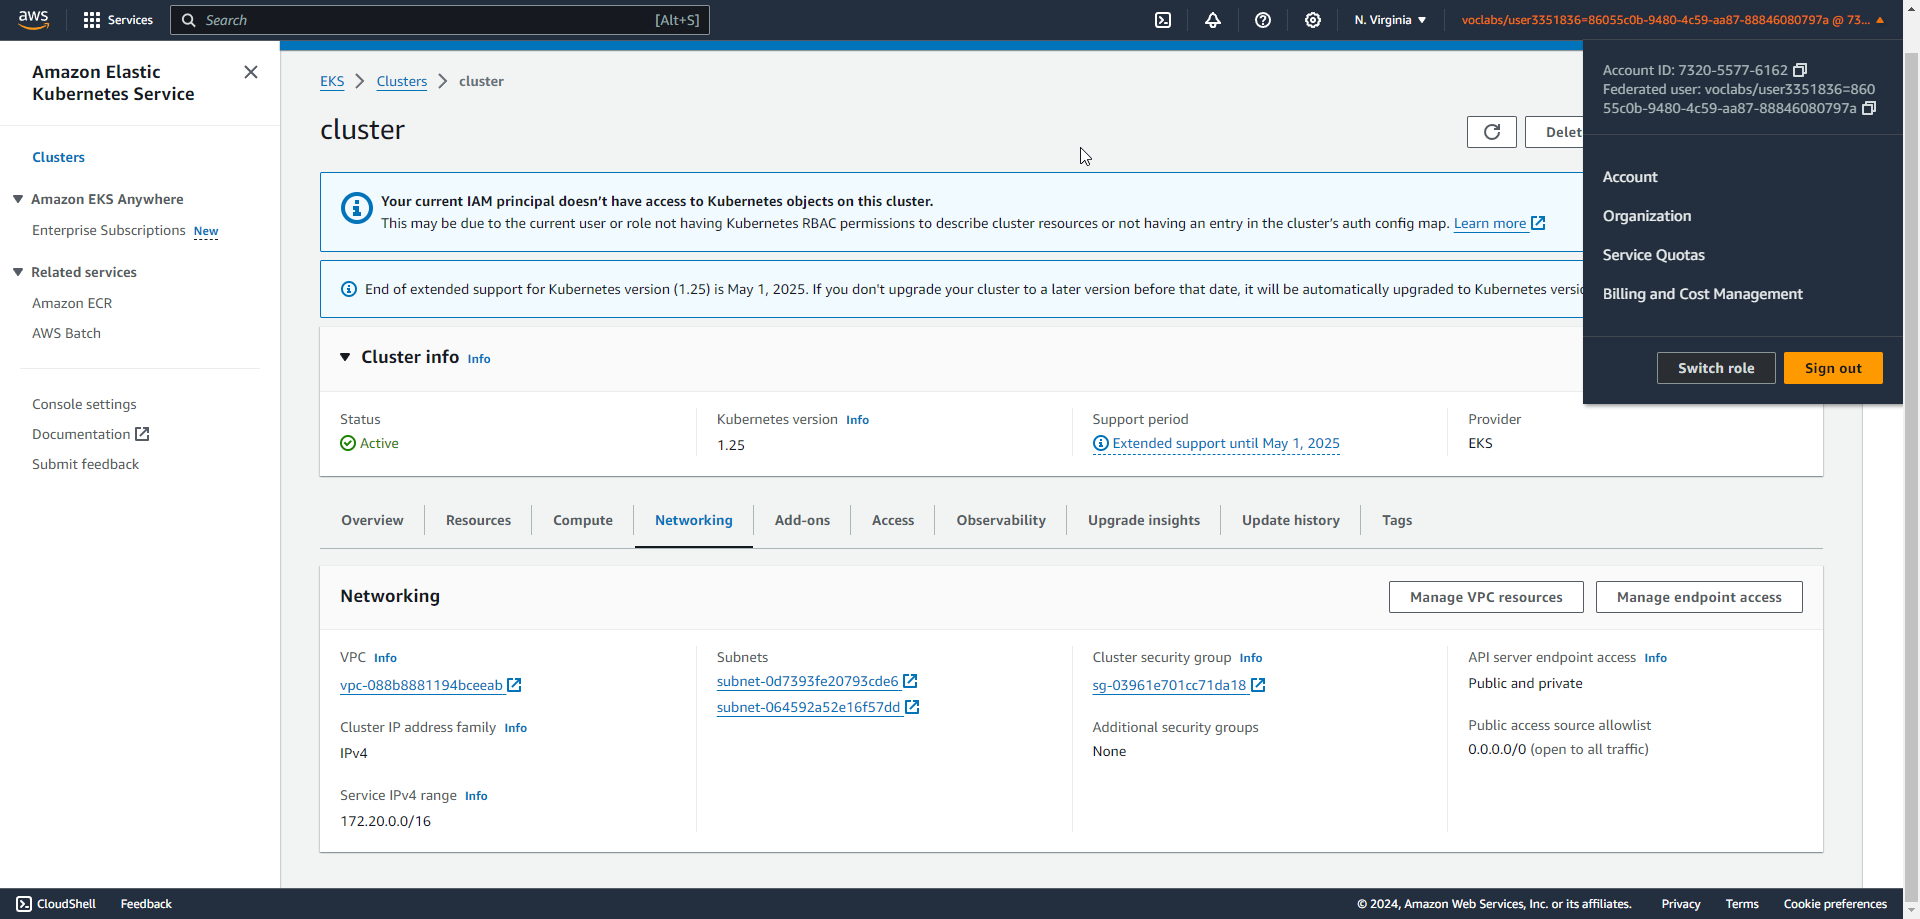 aws
Services
Search
[Alt+S]
N. Virginia
voclabs/user3351836=86055c0b-9480-4c59-aa87-88846080797a @ 73...
Account ID: 7320-5577-6162
Federated user: voclabs/user3351836=860
55c0b-9480-4c59-aa87-88846080797a
Account
Organization
Service Quotas
Billing and Cost Management
Switch role
Sign out
Amazon Elastic
Kubernetes Service
Clusters
Amazon EKS Anywhere
Enterprise Subscriptions New
Related services
Amazon ECR
AWS Batch
Console settings
Documentation
Submit feedback
EKS
Clusters
cluster
cluster
Delet
Your current IAM principal doesn't have access to Kubernetes objects on this cluster.
This may be due to the current user or role not having Kubernetes RBAC permissions to describe cluster resources or not having an entry in the cluster's auth config map. Learn more
End of extended support for Kubernetes version (1.25) is May 1, 2025. If you don't upgrade your cluster to a later version before that date, it will be automatically upgraded to Kubernetes versi
Cluster info Info
Status
Active
Kubernetes version Info
1.25
Support period
Extended support until May 1, 2025
Provider
EKS
Overview
Resources
Compute
Networking
Add-ons
Access
Observability
Upgrade insights
Update history
Tags
Networking
Manage VPC resources
Manage endpoint access
VPC Info
vpc-088b8881194bceeab
Cluster IP address family Info
IPv4
Service IPv4 range Info
172.20.0.0/16
Subnets
subnet-0d7393fe20793cde6
subnet-064592a52e16f57dd
Cluster security group Info
sg-03961e701cc71da18
Additional security groups
None
API server endpoint access Info
Public and private
Public access source allowlist
0.0.0.0/0 (open to all traffic)
CloudShell
Feedback
© 2024, Amazon Web Services, Inc. or its affiliates.
Privacy
Terms
Cookie preferences